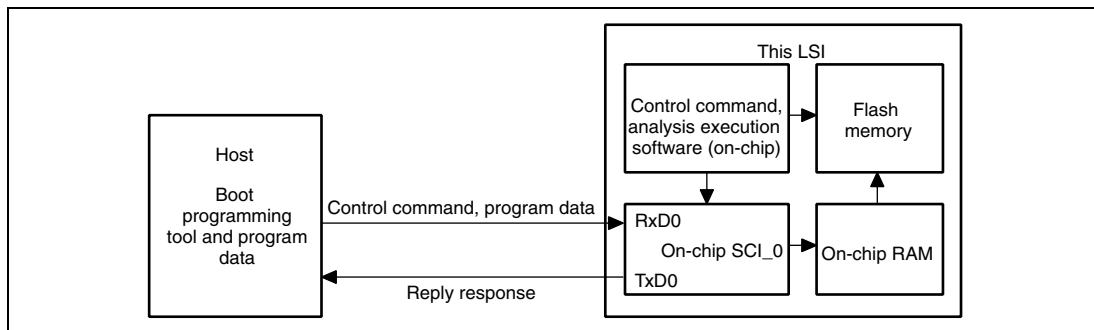 This LSI
Control command,
analysis execution
software (on-chip)
Flash
memory
Host
Boot
programming
tool and program
data
Control command, program data
RxD0
On-chip SCI_0
TxD0
On-chip RAM
Reply response